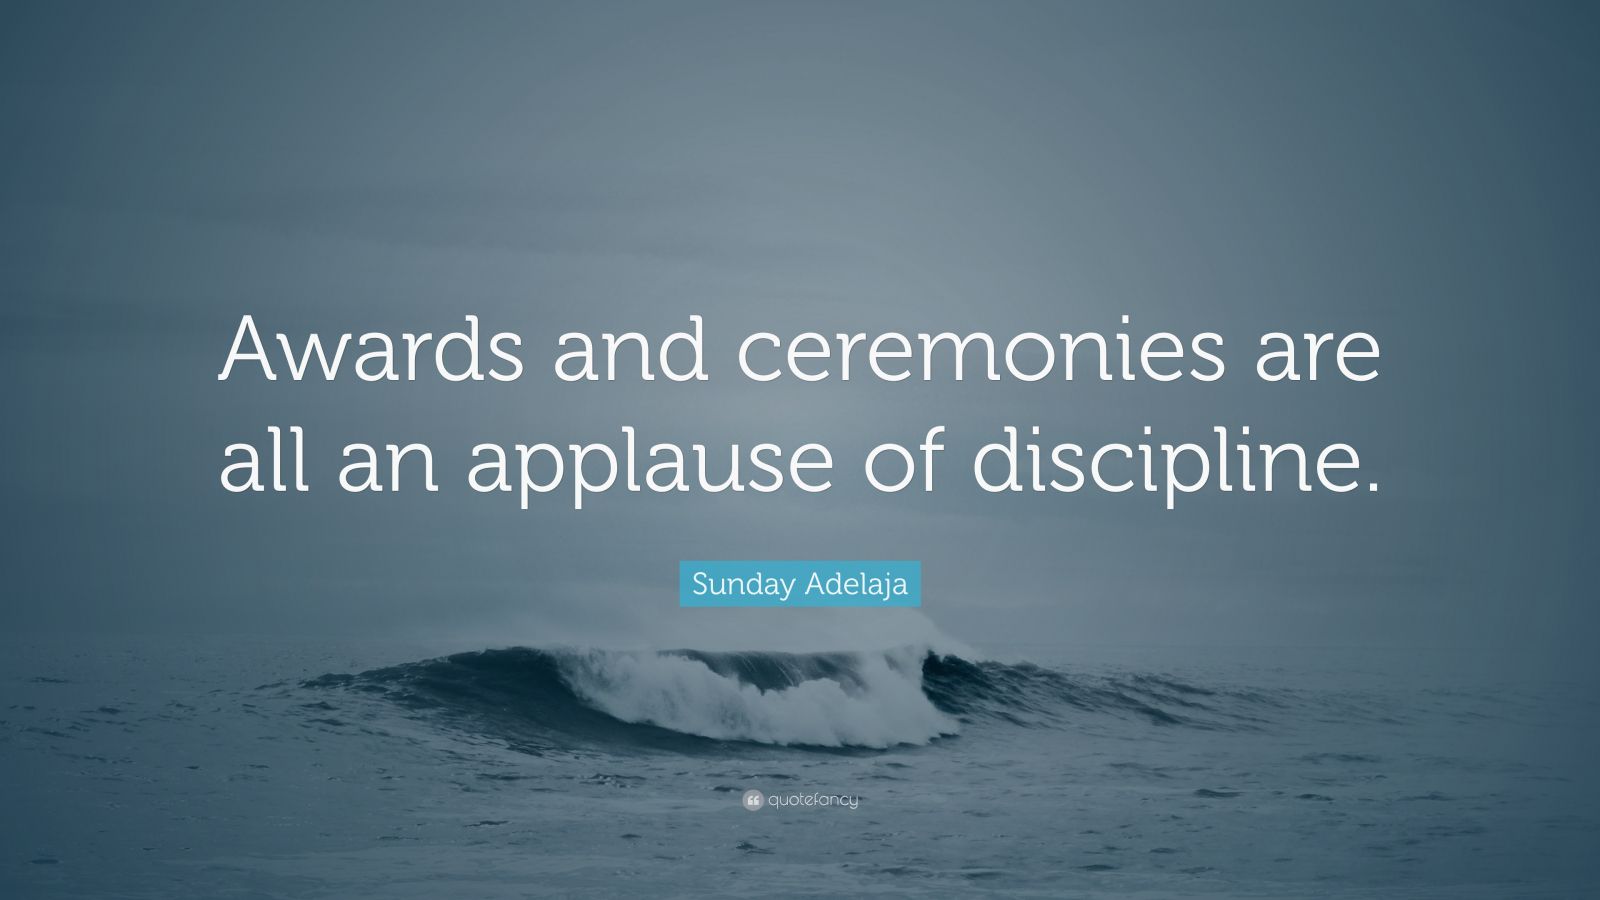 Awards and ceremonies are
all an applause of discipline.
Sunday Adelaja
quotefancy